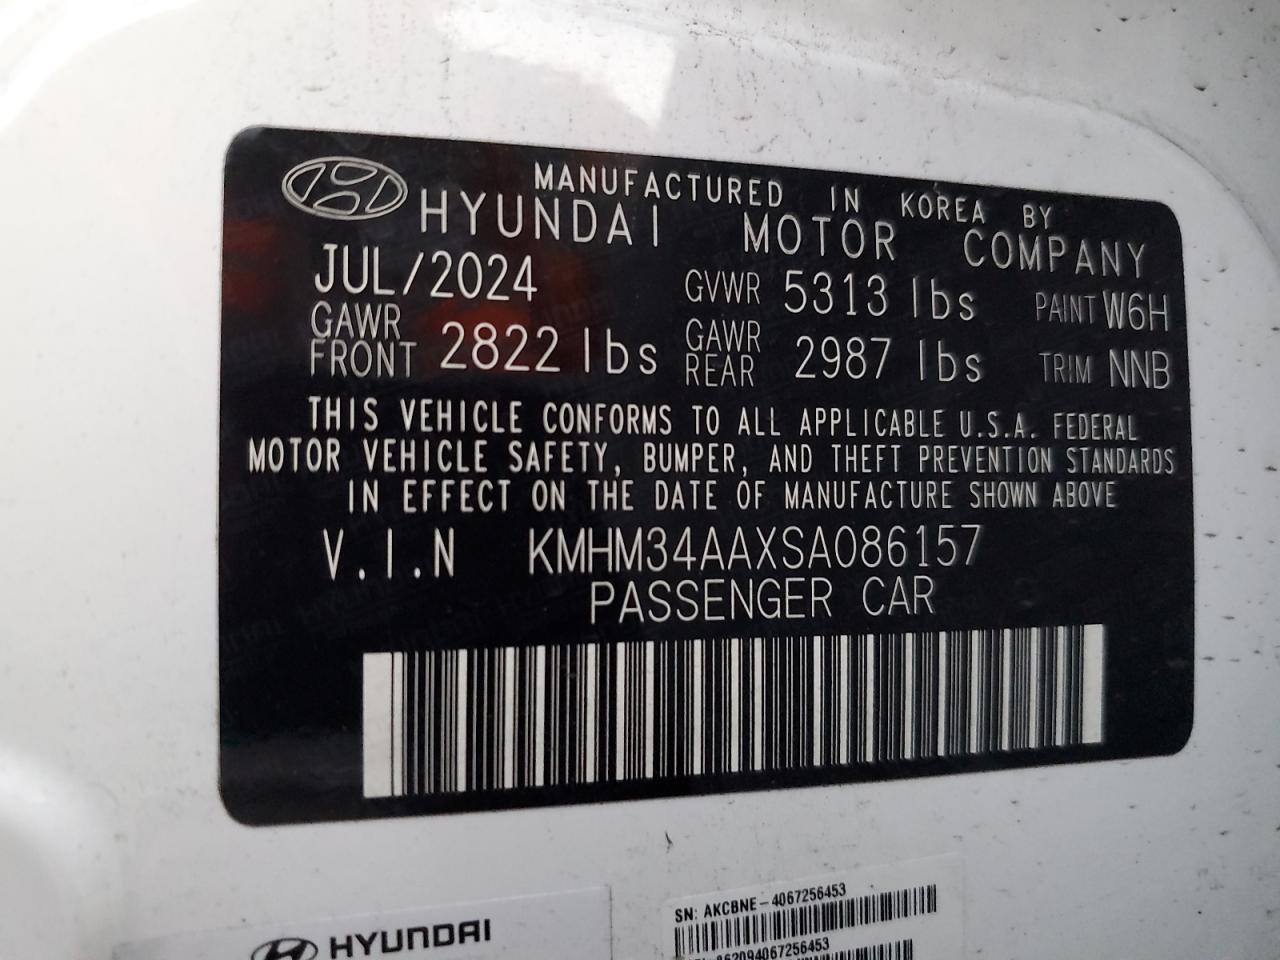 MANUFACTURED IN KOREA BY
HYUNDAI MOTOR COMPANY
JUL/2024 GVWR 5313 lbs PAINT W6H
GAWR FRONT 2822 lbs GAWR REAR 2987 lbs TRIM NNB
THIS VEHICLE CONFORMS TO ALL APPLICABLE U.S.A. FEDERAL
MOTOR VEHICLE SAFETY, BUMPER, AND THEFT PREVENTION STANDARDS
IN EFFECT ON THE DATE OF MANUFACTURE SHOWN ABOVE
V.I.N KMHM34AAXSA086157
PASSENGER CAR
SN: AKCBNE-4067256453
HYUNDAI